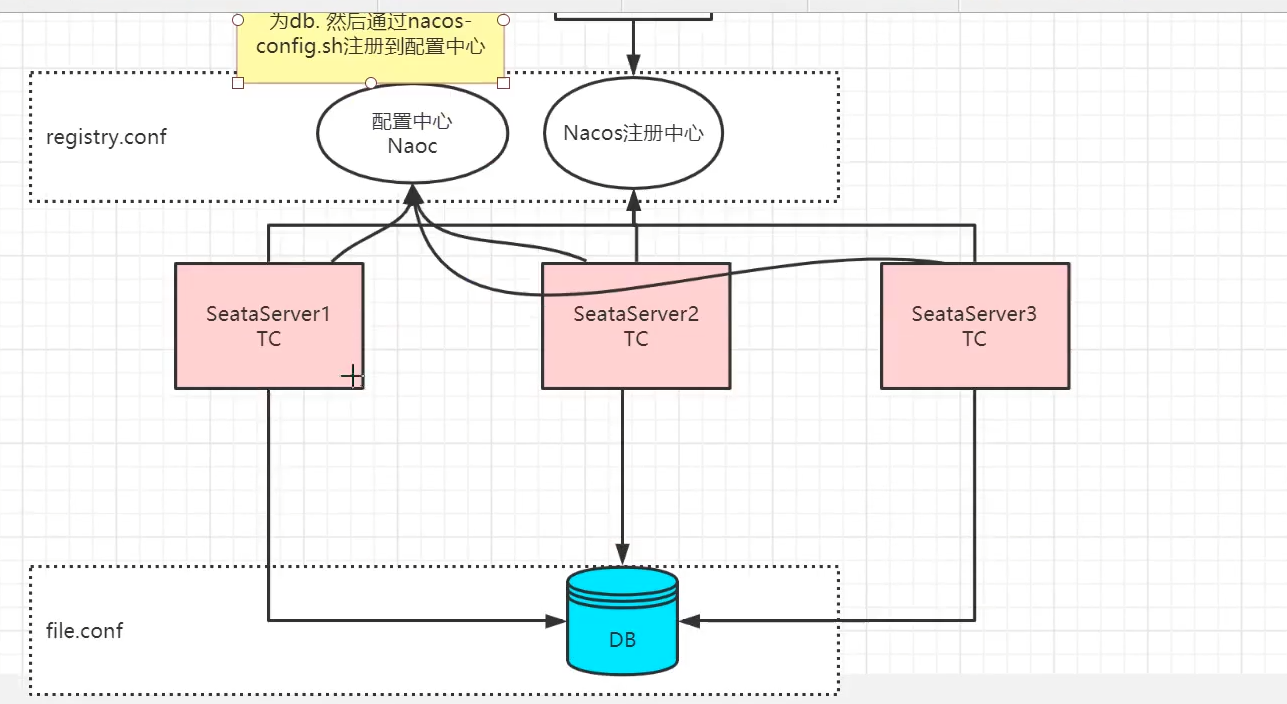 为db. 然后通过nacos-
config.sh注册到配置中心
registry.conf
配置中心
Naoc
Nacos注册中心
SeataServer1
TC
SeataServer2
TC
SeataServer3
TC
file.conf
DB